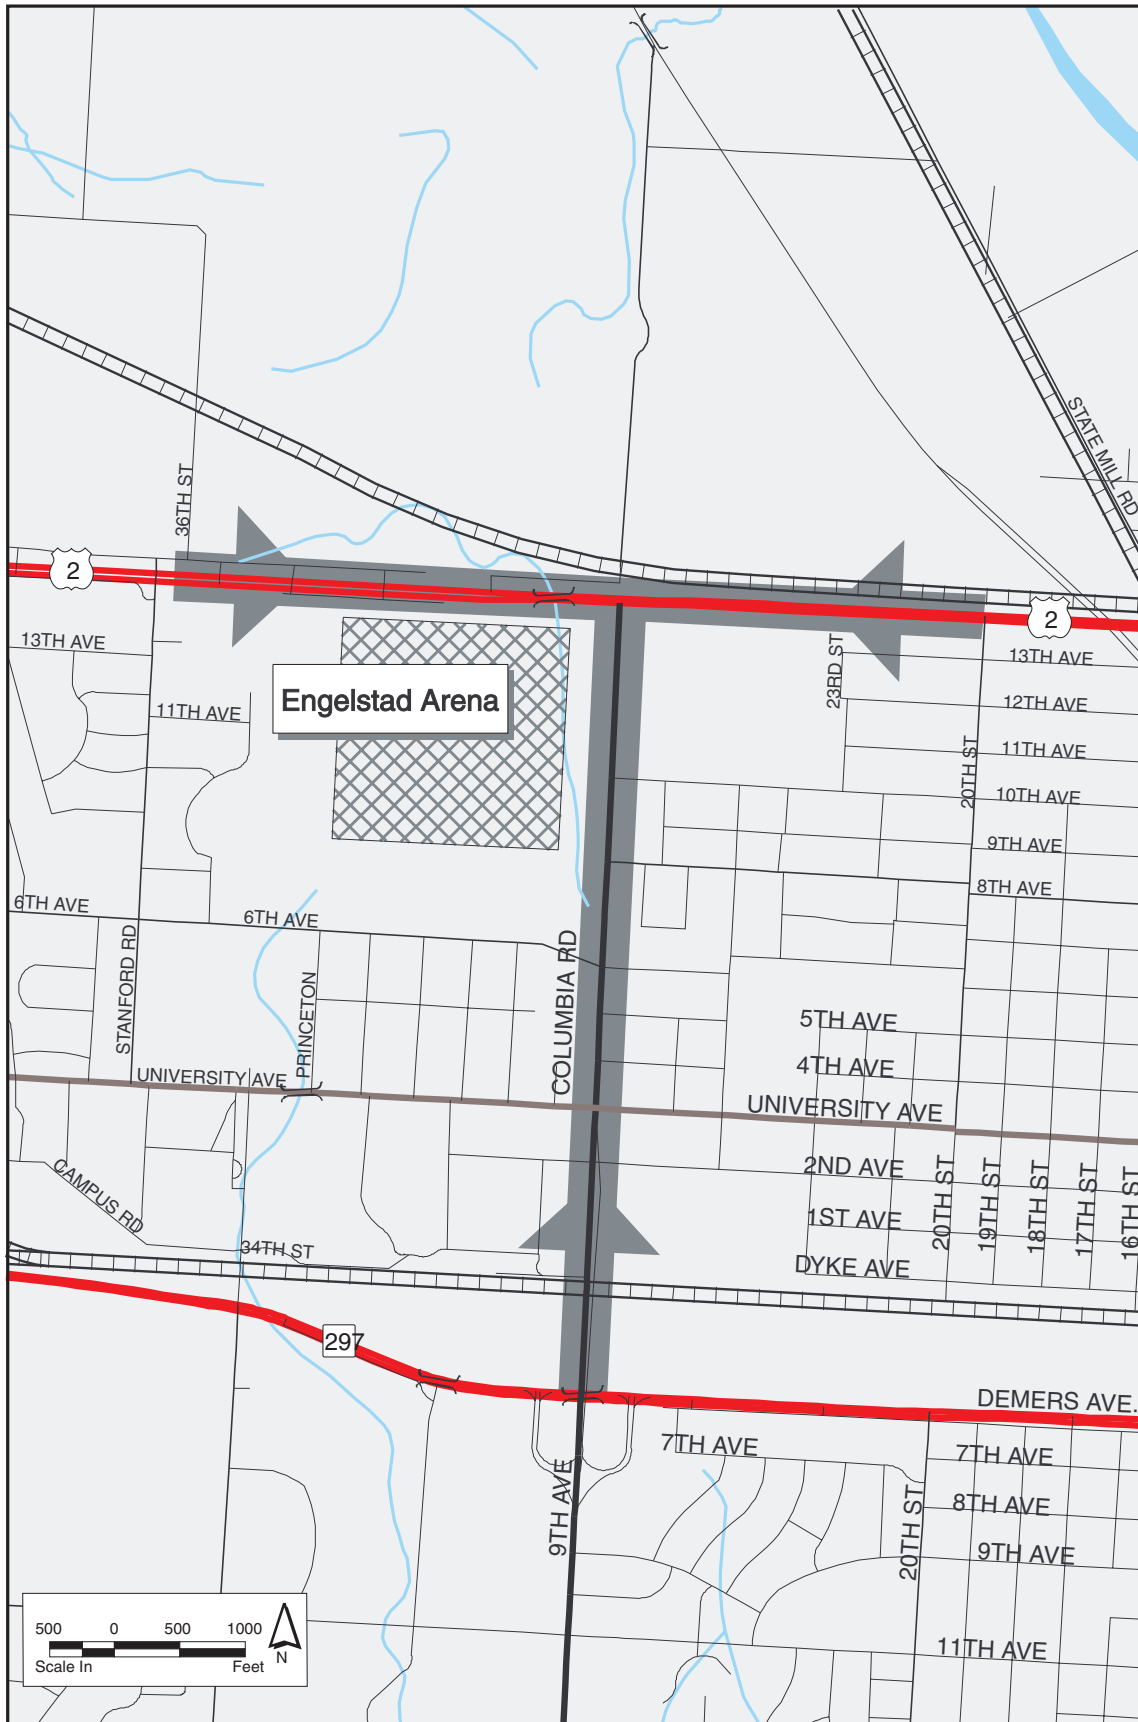 STATE MILL RD
36TH ST
2
2
13TH AVE
23RD ST
13TH AVE
Engelstad Arena
11TH AVE
12TH AVE
20TH ST
11TH AVE
10TH AVE
9TH AVE
8TH AVE
6TH AVE
6TH AVE
STANFORD RD
COLUMBIA RD
PRINCETON
5TH AVE
4TH AVE
UNIVERSITY AVE
UNIVERSITY AVE
2ND AVE
20TH ST
19TH ST
18TH ST
17TH ST
16TH ST
CAMPUS RD
1ST AVE
34TH ST
DYKE AVE
297
DEMERS AVE.
7TH AVE
7TH AVE
9TH AVE
20TH ST
8TH AVE
9TH AVE
11TH AVE
500 0 500 1000
Scale In Feet
N